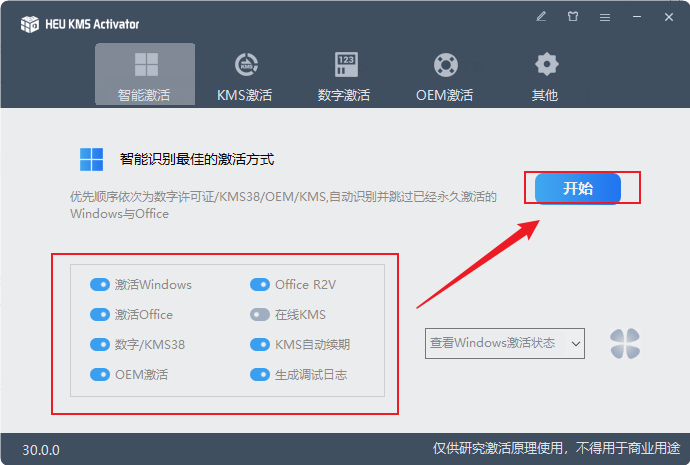 HEU KMS Activator
智能激活
KMS激活
数字激活
OEM激活
其他
智能识别最佳的激活方式
优先顺序依次为数字许可证/KMS38/OEM/KMS,自动识别并跳过已经永久激活的
Windows与Office
开始
激活Windows
Office R2V
激活Office
在线KMS
数字/KMS38
KMS自动续期
OEM激活
生成调试日志
查看Windows激活状态
30.0.0
仅供研究激活原理使用，不得用于商业用途